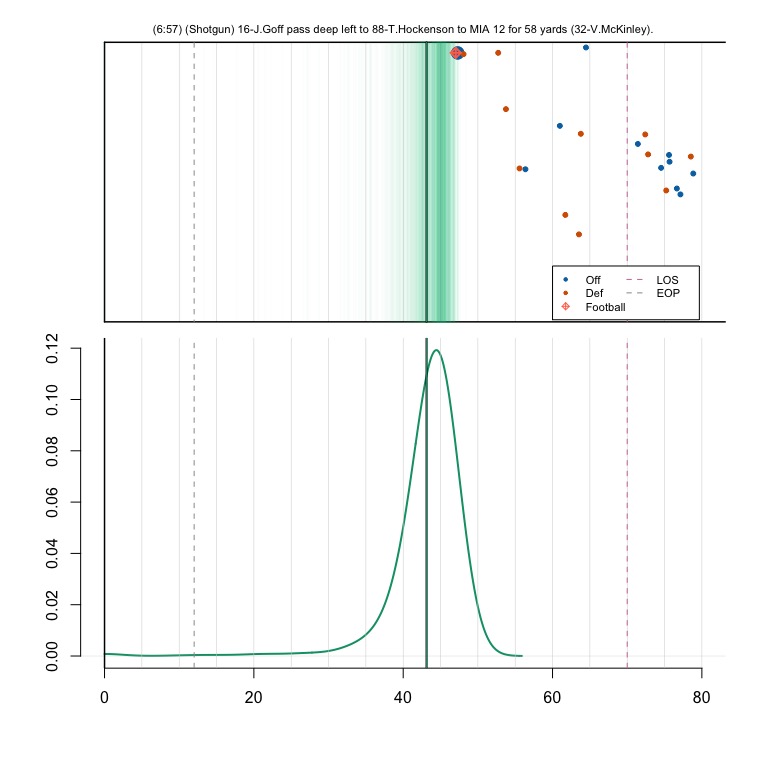 (6:57) (Shotgun) 16-J.Goff pass deep left to 88-T.Hockenson to MIA 12 for 58 yards (32-V.McKinley).
Off LOS
Def EOP
Football
0.12
0.10
0.08
0.06
0.04
0.02
0.00
0 20 40 60 80